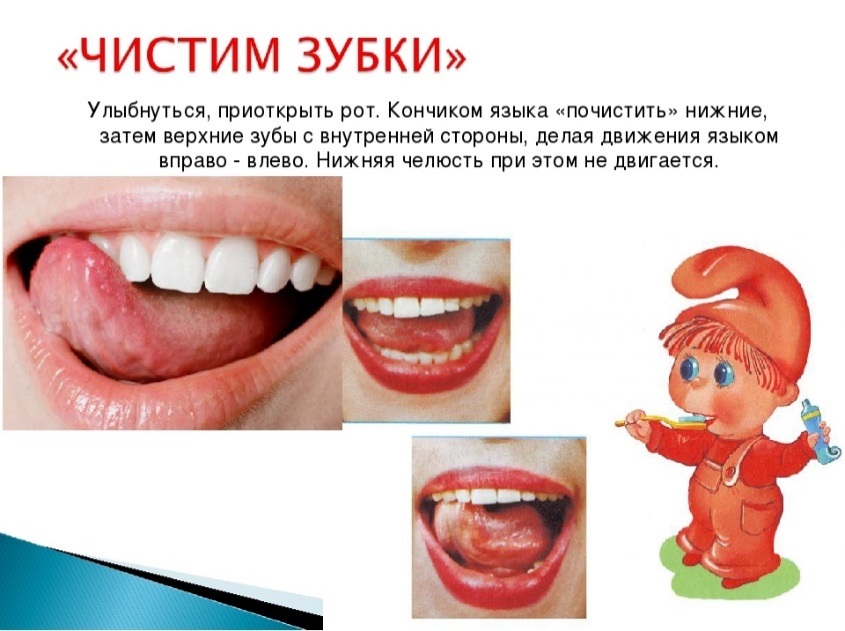 «ЧИСТИМ ЗУБКИ»
Улыбнуться, приоткрыть рот. Кончиком языка «почистить» нижние,
затем верхние зубы с внутренней стороны, делая движения языком
вправо - влево. Нижняя челюсть при этом не двигается.